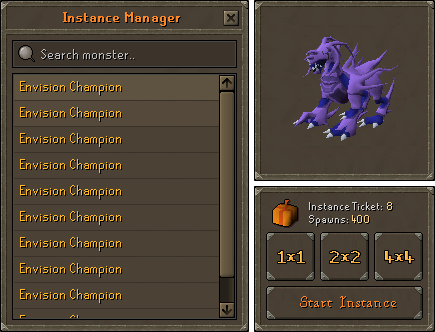 Instance Manager
Search monster..
Envision Champion
Envision Champion
Envision Champion
Envision Champion
Envision Champion
Envision Champion
Envision Champion
Envision Champion
Envision Champion
Instance Ticket: 8
Spawns: 400
1x1 2x2 4x4
Start Instance